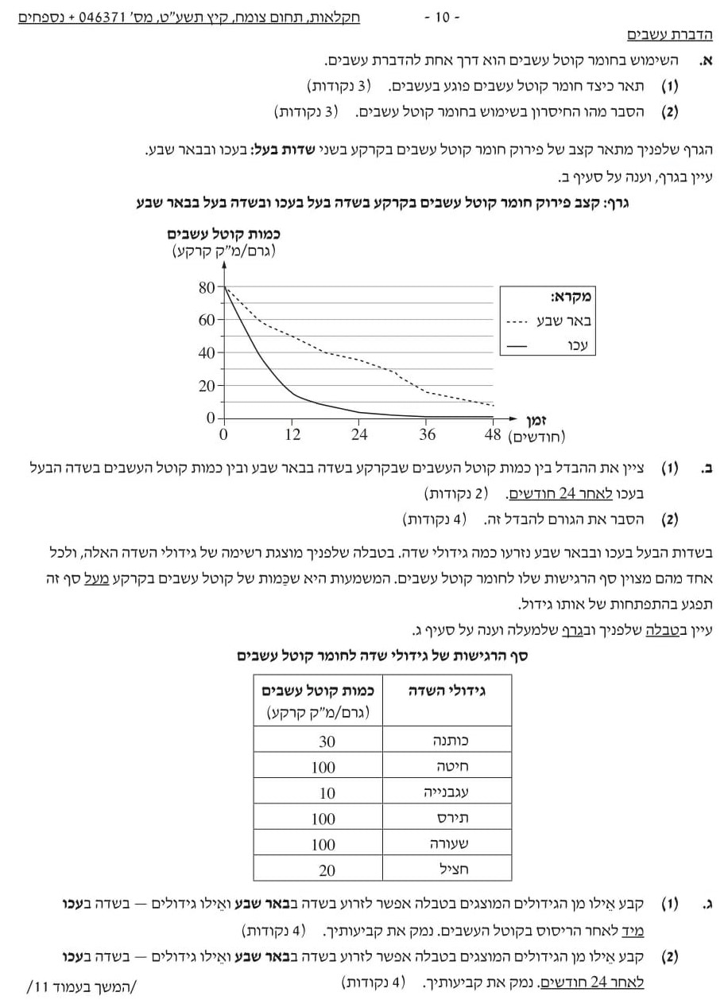 חקלאות, תחום צומח, קיץ תשע"ט, מס' 046371 + נספחים
- 10 -
הדברת עשבים
א. השימוש בחומר קוטל עשבים הוא דרך אחת להדברת עשבים.
(1) תאר כיצד חומר קוטל עשבים פוגע בעשבים. (3 נקודות)
(2) הסבר מהו החיסרון בשימוש בחומר קוטל עשבים. (3 נקודות)
הגרף שלפניך מתאר קצב של פירוק חומר קוטל עשבים בקרקע בשני שדות בעל: בעכו ובבאר שבע.
עיין בגרף, וענה על סעיף ב.
גרף: קצב פירוק חומר קוטל עשבים בקרקע בשדה בעל בעכו ובשדה בעל בבאר שבע
כמות קוטל עשבים
(גרם/מ"ק קרקע)
80
60
40
20
0
0 12 24 36 48
זמן
(חודשים)
מקרא:
באר שבע
עכו
ב. (1) ציין את ההבדל בין כמות קוטל העשבים שבקרקע בשדה בבאר שבע ובין כמות קוטל העשבים בשדה הבעל
בעכו לאחר 24 חודשים. (2 נקודות)
(2) הסבר את הגורם להבדל זה. (4 נקודות)
בשדות הבעל בעכו ובבאר שבע נזרעו כמה גידולי שדה. בטבלה שלפניך מוצגת רשימה של גידולי השדה האלה, ולכל
אחד מהם מצוין סף הרגישות שלו לחומר קוטל עשבים. המשמעות היא שכמות של קוטל עשבים בקרקע מעל סף זה
תפגע בהתפתחות של אותו גידול.
עיין בטבלה שלפניך ובגרף שלמעלה וענה על סעיף ג.
סף הרגישות של גידולי שדה לחומר קוטל עשבים
גידולי השדה כמות קוטל עשבים
(גרם/מ"ק קרקע)
כותנה 30
חיטה 100
עגבנייה 10
תירס 100
שעורה 100
חציל 20
ג. (1) קבע אֵילו מן הגידולים המוצגים בטבלה אפשר לזרוע בשדה בבאר שבע ואֵילו גידולים — בשדה בעכו
מיד לאחר הריסוס בקוטל העשבים. נמק את קביעותיך. (4 נקודות)
(2) קבע אֵילו מן הגידולים המוצגים בטבלה אפשר לזרוע בשדה בבאר שבע ואֵילו גידולים — בשדה בעכו
לאחר 24 חודשים. נמק את קביעותיך. (4 נקודות)
/המשך בעמוד 11/